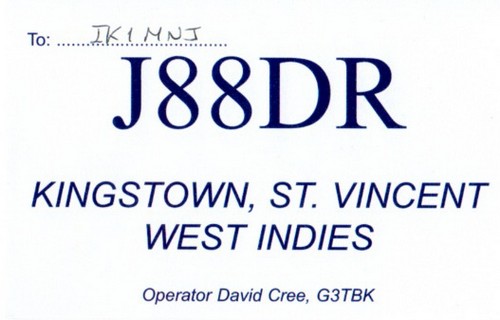 To: IK1MNJ
J88DR
KINGSTOWN, ST. VINCENT
WEST INDIES
Operator David Cree, G3TBK